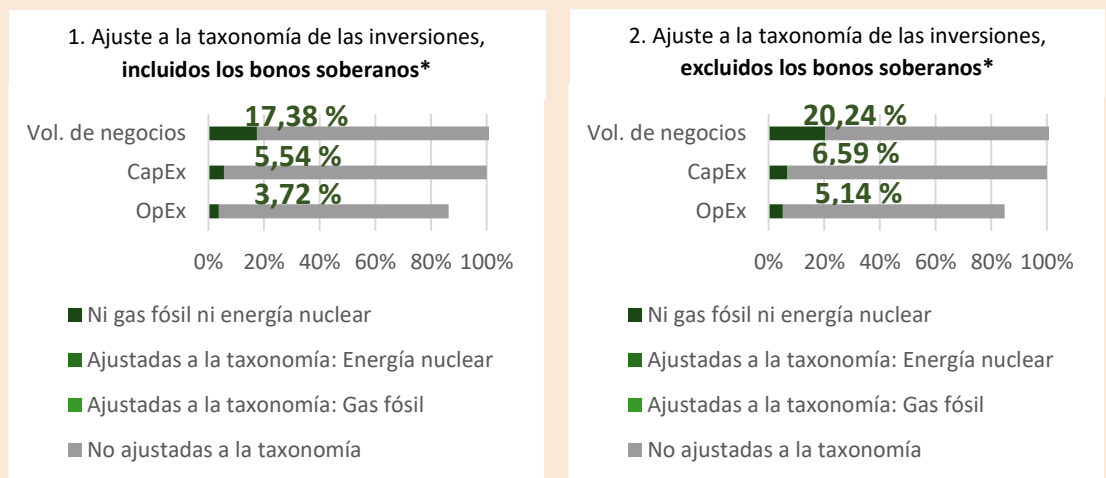 1. Ajuste a la taxonomía de las inversiones,
incluidos los bonos soberanos*
17,38 %
Vol. de negocios
5,54 %
CapEx
3,72 %
OpEx
0% 20% 40% 60% 80% 100%
Ni gas fósil ni energía nuclear
Ajustadas a la taxonomía: Energía nuclear
Ajustadas a la taxonomía: Gas fósil
No ajustadas a la taxonomía
2. Ajuste a la taxonomía de las inversiones,
excluidos los bonos soberanos*
20,24 %
Vol. de negocios
6,59 %
CapEx
5,14 %
OpEx
0% 20% 40% 60% 80% 100%
Ni gas fósil ni energía nuclear
Ajustadas a la taxonomía: Energía nuclear
Ajustadas a la taxonomía: Gas fósil
No ajustadas a la taxonomía